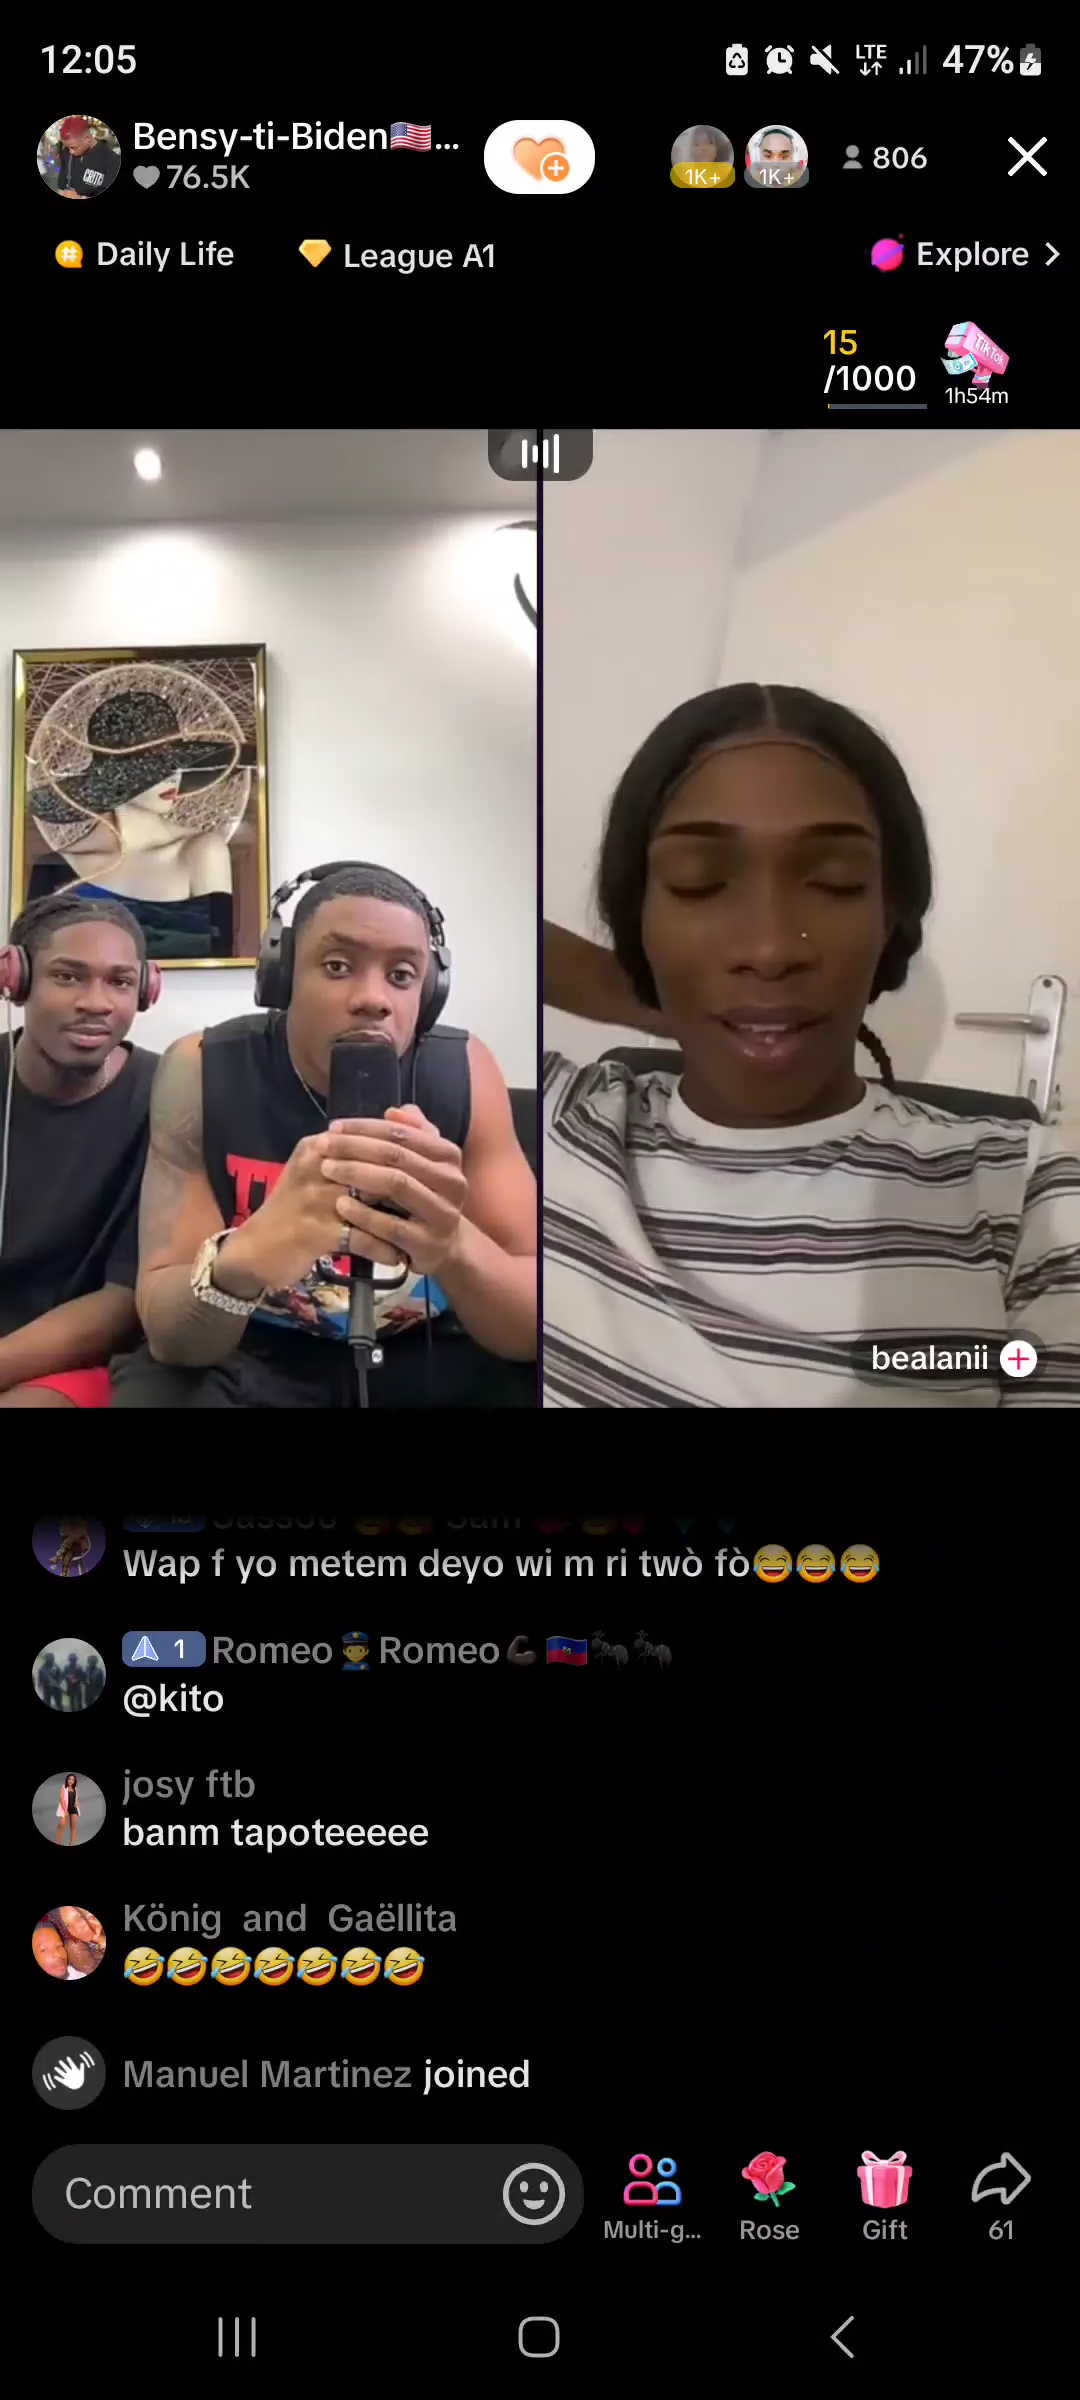 12:05
LTE
47%
Bensy-ti-Biden🇺🇸...
76.5K
1K+
1K+
806
Daily Life
League A1
Explore
15
/1000
TikTok
1h54m
bealanii
Wap f yo metem deyo wi m ri twò fò😂😂😂
1 Romeo👮Romeo💪🏿🇭🇹🐜🐜
@kito
josy ftb
banm tapoteeeee
König and Gaëllita
🤣🤣🤣🤣🤣🤣🤣
Manuel Martinez joined
Comment
Multi-g...
Rose
Gift
61